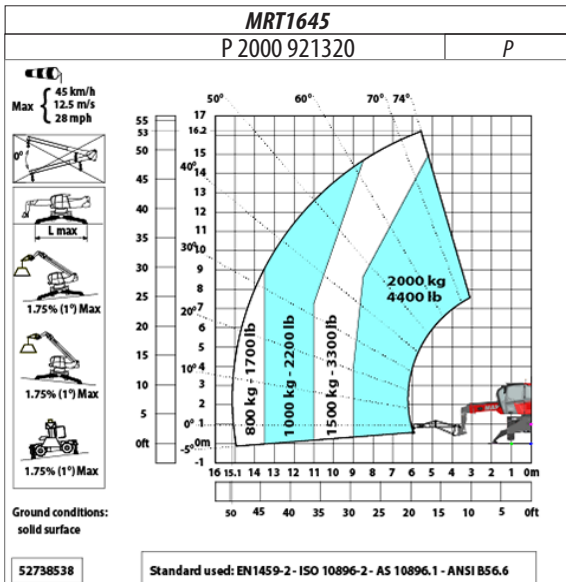 MRT1645
P 2000 921320
P
Max
45 km/h
12.5 m/s
28 mph
0°
L max
1.75% (1°) Max
1.75% (1°) Max
1.75% (1°) Max
Ground conditions:
solid surface
52738538
55
53
50
45
40
35
30
25
20
15
10
5
0ft
17
16.2
15
14
13
12
11
10
9
8
7
6
5
4
3
2
1
0m
-1
50°
60°
70°
74°
40°
30°
20°
10°
0°
-5°
800 kg - 1700 lb
1000 kg - 2200 lb
1500 kg - 3300 lb
2000 kg
4400 lb
16 15.1 14 13 12 11 10 9 8 7 6 5 4 3 2 1 0m
50 45 40 35 30 25 20 15 10 5 0ft
Standard used: EN1459-2 - ISO 10896-2 - AS 10896.1 - ANSI B56.6